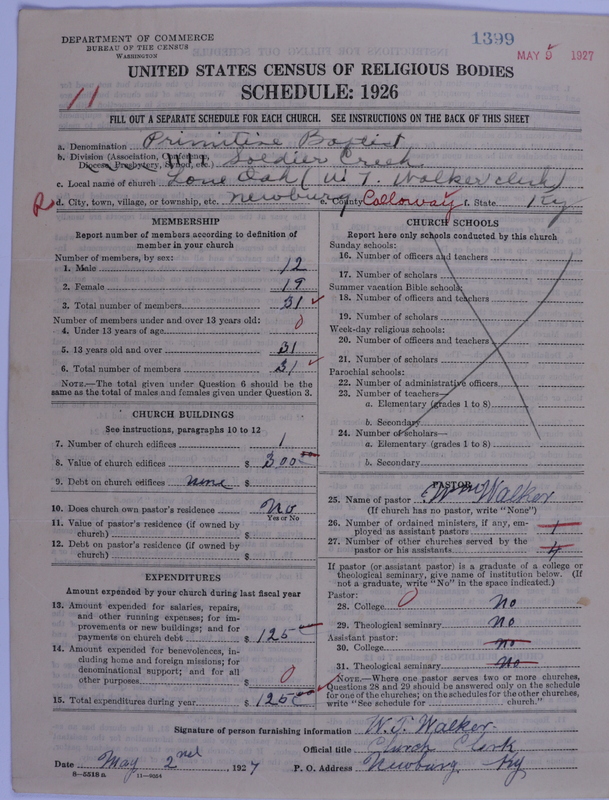 DEPARTMENT OF COMMERCE
BUREAU OF THE CENSUS
WASHINGTON
1399
MAY 9 1927
UNITED STATES CENSUS OF RELIGIOUS BODIES
11
SCHEDULE: 1926
FILL OUT A SEPARATE SCHEDULE FOR EACH CHURCH. SEE INSTRUCTIONS ON THE BACK OF THIS SHEET
a. Denomination Primitive Baptist
b. Division (Association, Conference, Diocese, Presbytery, Synod, etc.) Soldier Creek
c. Local name of church Lone Oak (W. T. Walker clerk)
R d. City, town, village, or township, etc. Newburg e. County Calloway f. State Ky
MEMBERSHIP
Report number of members according to definition of
member in your church
Number of members, by sex:
1. Male 12
2. Female 19
3. Total number of members 31
Number of members under and over 13 years old:
4. Under 13 years of age 0
5. 13 years old and over 31
6. Total number of members 31
NOTE.—The total given under Question 6 should be the
same as the total of males and females given under Question 3.
CHURCH BUILDINGS
See instructions, paragraphs 10 to 12
7. Number of church edifices 1
8. Value of church edifices $ 300 00
9. Debt on church edifices none $
10. Does church own pastor's residence No
Yes or No
11. Value of pastor's residence (if owned by
church) $
12. Debt on pastor's residence (if owned by
church) $
EXPENDITURES
Amount expended by your church during last fiscal year
13. Amount expended for salaries, repairs,
and other running expenses; for im-
provements or new buildings; and for
payments on church debt $ 125
14. Amount expended for benevolences, in-
cluding home and foreign missions; for
denominational support; and for all
other purposes $ 0
15. Total expenditures during year $ 125 00
CHURCH SCHOOLS
Report here only schools conducted by this church
Sunday schools:
16. Number of officers and teachers
17. Number of scholars
Summer vacation Bible schools:
18. Number of officers and teachers
19. Number of scholars
Week-day religious schools:
20. Number of officers and teachers
21. Number of scholars
Parochial schools:
22. Number of administrative officers
23. Number of teachers—
a. Elementary (grades 1 to 8)
b. Secondary
24. Number of scholars—
a. Elementary (grades 1 to 8)
b. Secondary
PASTOR
25. Name of pastor Walker
(If church has no pastor, write "None")
26. Number of ordained ministers, if any, em-
ployed as assistant pastors 1
27. Number of other churches served by the
pastor or his assistants 4
If pastor (or assistant pastor) is a graduate of a college or
theological seminary, give name of institution below. (If
not a graduate, write "No" in the space indicated.)
Pastor:
28. College 0 No
29. Theological seminary No
Assistant pastor:
30. College No
31. Theological seminary No
NOTE.—Where one pastor serves two or more churches,
Questions 28 and 29 should be answered only on the schedule
for one of the churches; on the schedules for the other churches,
write "See schedule for church."
Signature of person furnishing information W. T. Walker
Official title Church Clerk
Date May 2nd 1927 P. O. Address Newburg Ky
8—5518 a 11—6654